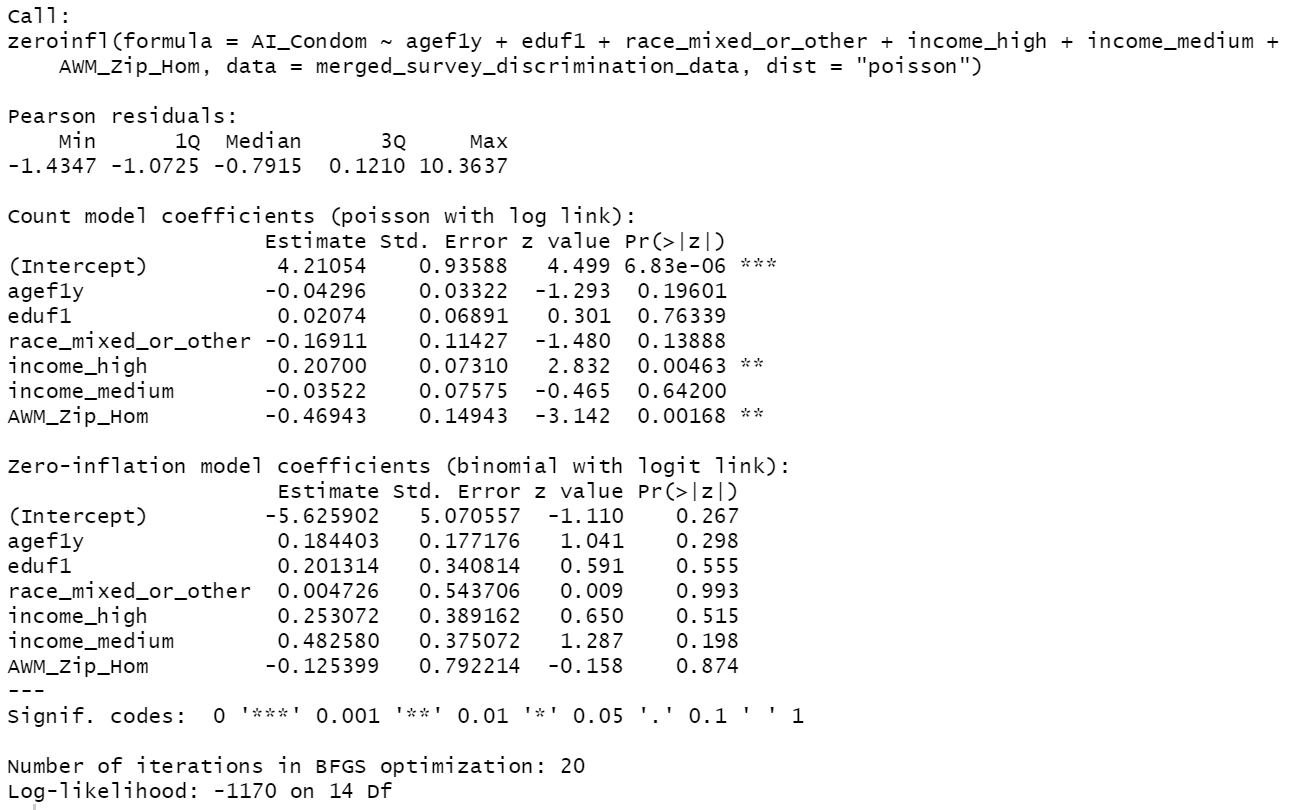 Call:
zeroinfl(formula = AI_Condom ~ agef1y + eduf1 + race_mixed_or_other + income_high + income_medium +
    AWM_Zip_Hom, data = merged_survey_discrimination_data, dist = "poisson")

Pearson residuals:
    Min      1Q  Median      3Q     Max
-1.4347 -1.0725 -0.7915  0.1210 10.3637

Count model coefficients (poisson with log link):
                    Estimate Std. Error z value Pr(>|z|)
(Intercept)          4.21054    0.93588   4.499 6.83e-06 ***
agef1y              -0.04296    0.03322  -1.293  0.19601
eduf1                0.02074    0.06891   0.301  0.76339
race_mixed_or_other -0.16911    0.11427  -1.480  0.13888
income_high          0.20700    0.07310   2.832  0.00463 **
income_medium       -0.03522    0.07575  -0.465  0.64200
AWM_Zip_Hom         -0.46943    0.14943  -3.142  0.00168 **

Zero-inflation model coefficients (binomial with logit link):
                     Estimate Std. Error z value Pr(>|z|)
(Intercept)         -5.625902   5.070557  -1.110    0.267
agef1y               0.184403   0.177176   1.041    0.298
eduf1                0.201314   0.340814   0.591    0.555
race_mixed_or_other  0.004726   0.543706   0.009    0.993
income_high          0.253072   0.389162   0.650    0.515
income_medium        0.482580   0.375072   1.287    0.198
AWM_Zip_Hom         -0.125399   0.792214  -0.158    0.874
---
Signif. codes:  0 '***' 0.001 '**' 0.01 '*' 0.05 '.' 0.1 ' ' 1

Number of iterations in BFGS optimization: 20
Log-likelihood: -1170 on 14 Df